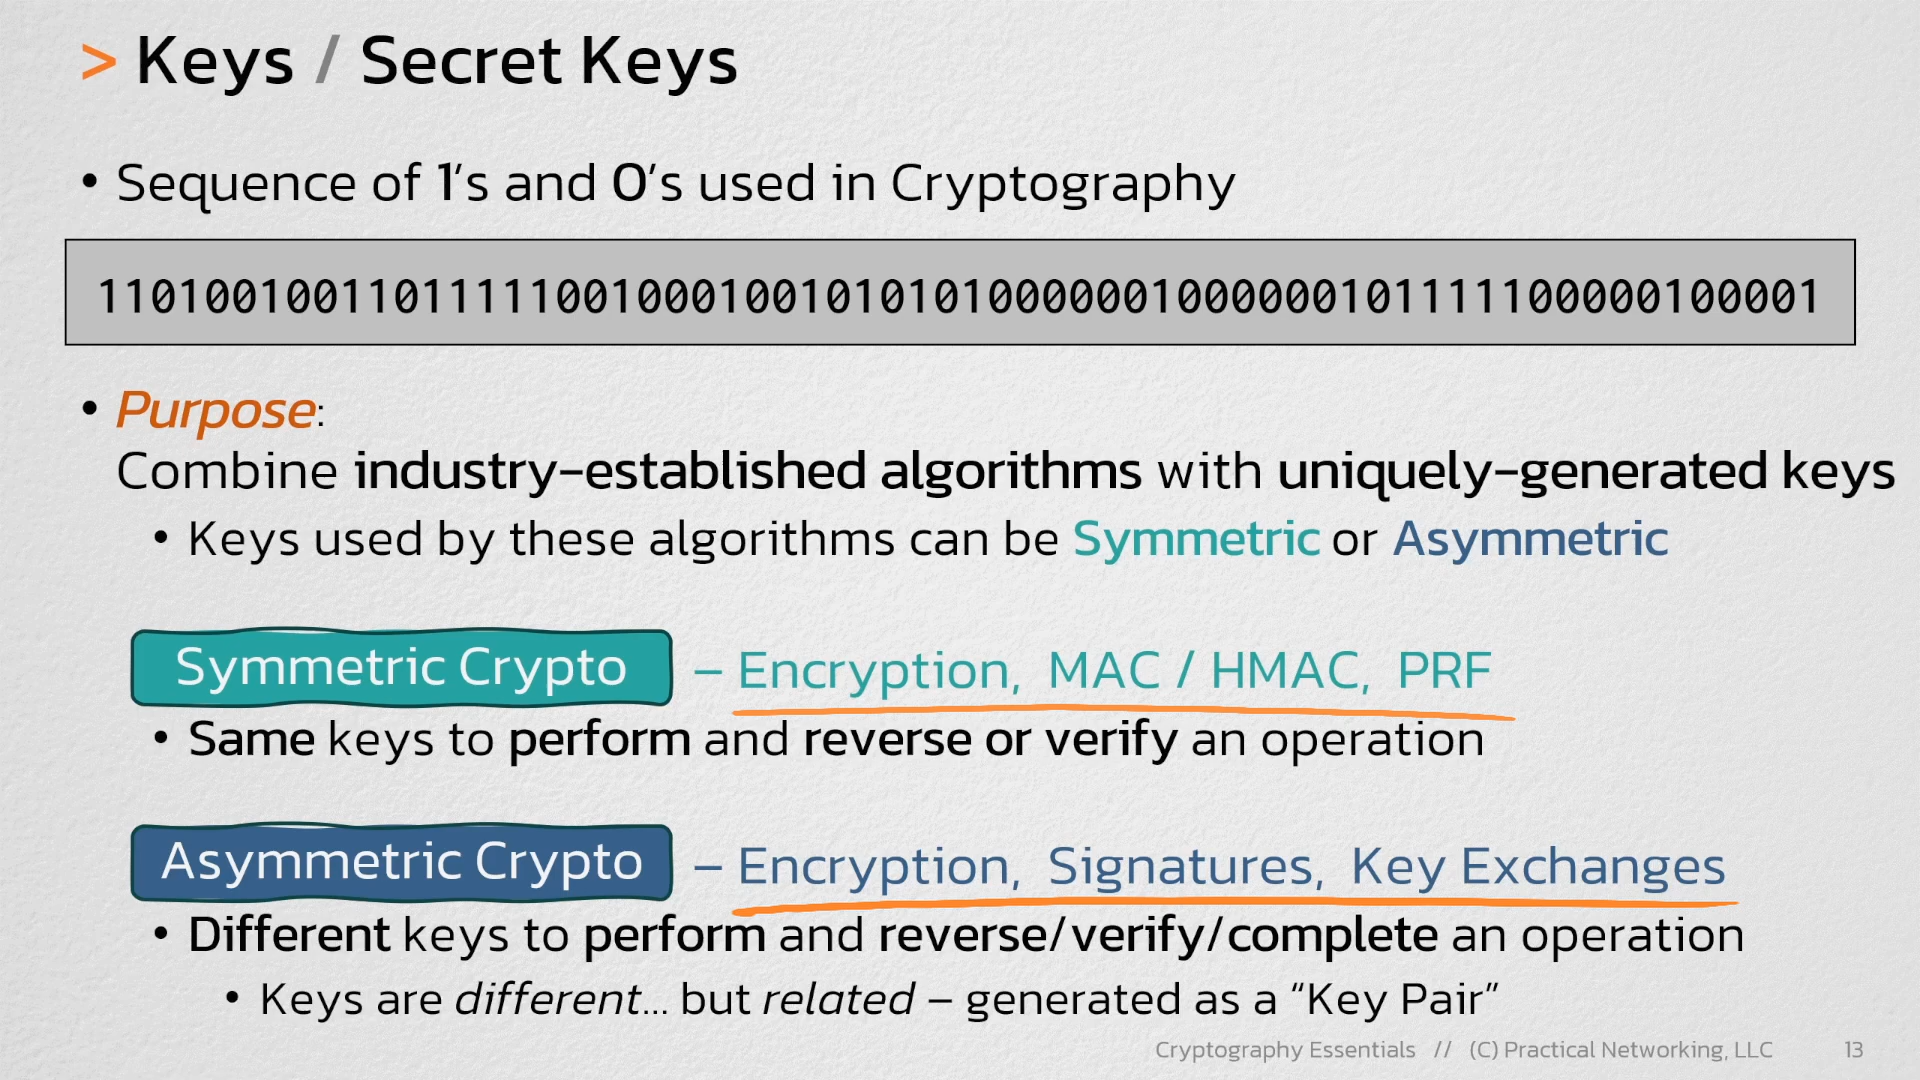 > Keys / Secret Keys
• Sequence of 1’s and 0’s used in Cryptography
1101001001101111100100010010101010000001000000101111100000100001
• Purpose:
Combine industry-established algorithms with uniquely-generated keys
• Keys used by these algorithms can be Symmetric or Asymmetric
Symmetric Crypto – Encryption, MAC / HMAC, PRF
• Same keys to perform and reverse or verify an operation
Asymmetric Crypto – Encryption, Signatures, Key Exchanges
• Different keys to perform and reverse/verify/complete an operation
• Keys are different... but related – generated as a “Key Pair”
Cryptography Essentials // (C) Practical Networking, LLC 13